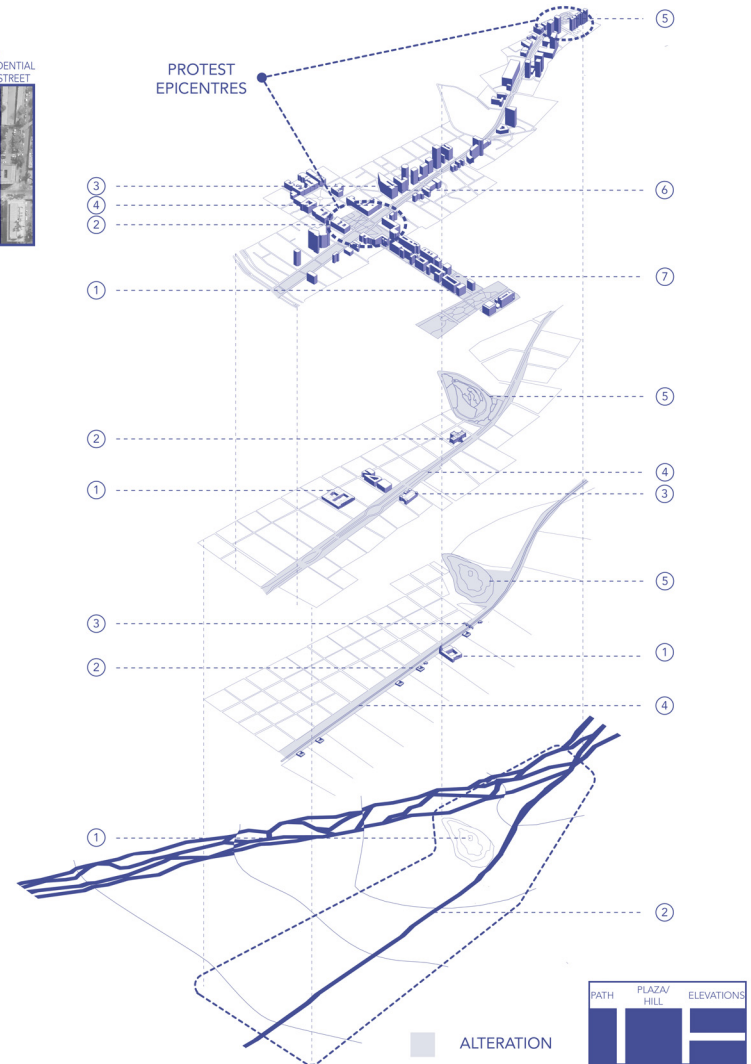 5
DENTIAL
STREET
PROTEST
EPICENTRES
3
4
2
1
6
7
5
2
1
4
3
5
3
2
1
4
1
2
PATH
PLAZA/
HILL
ELEVATIONS
ALTERATION